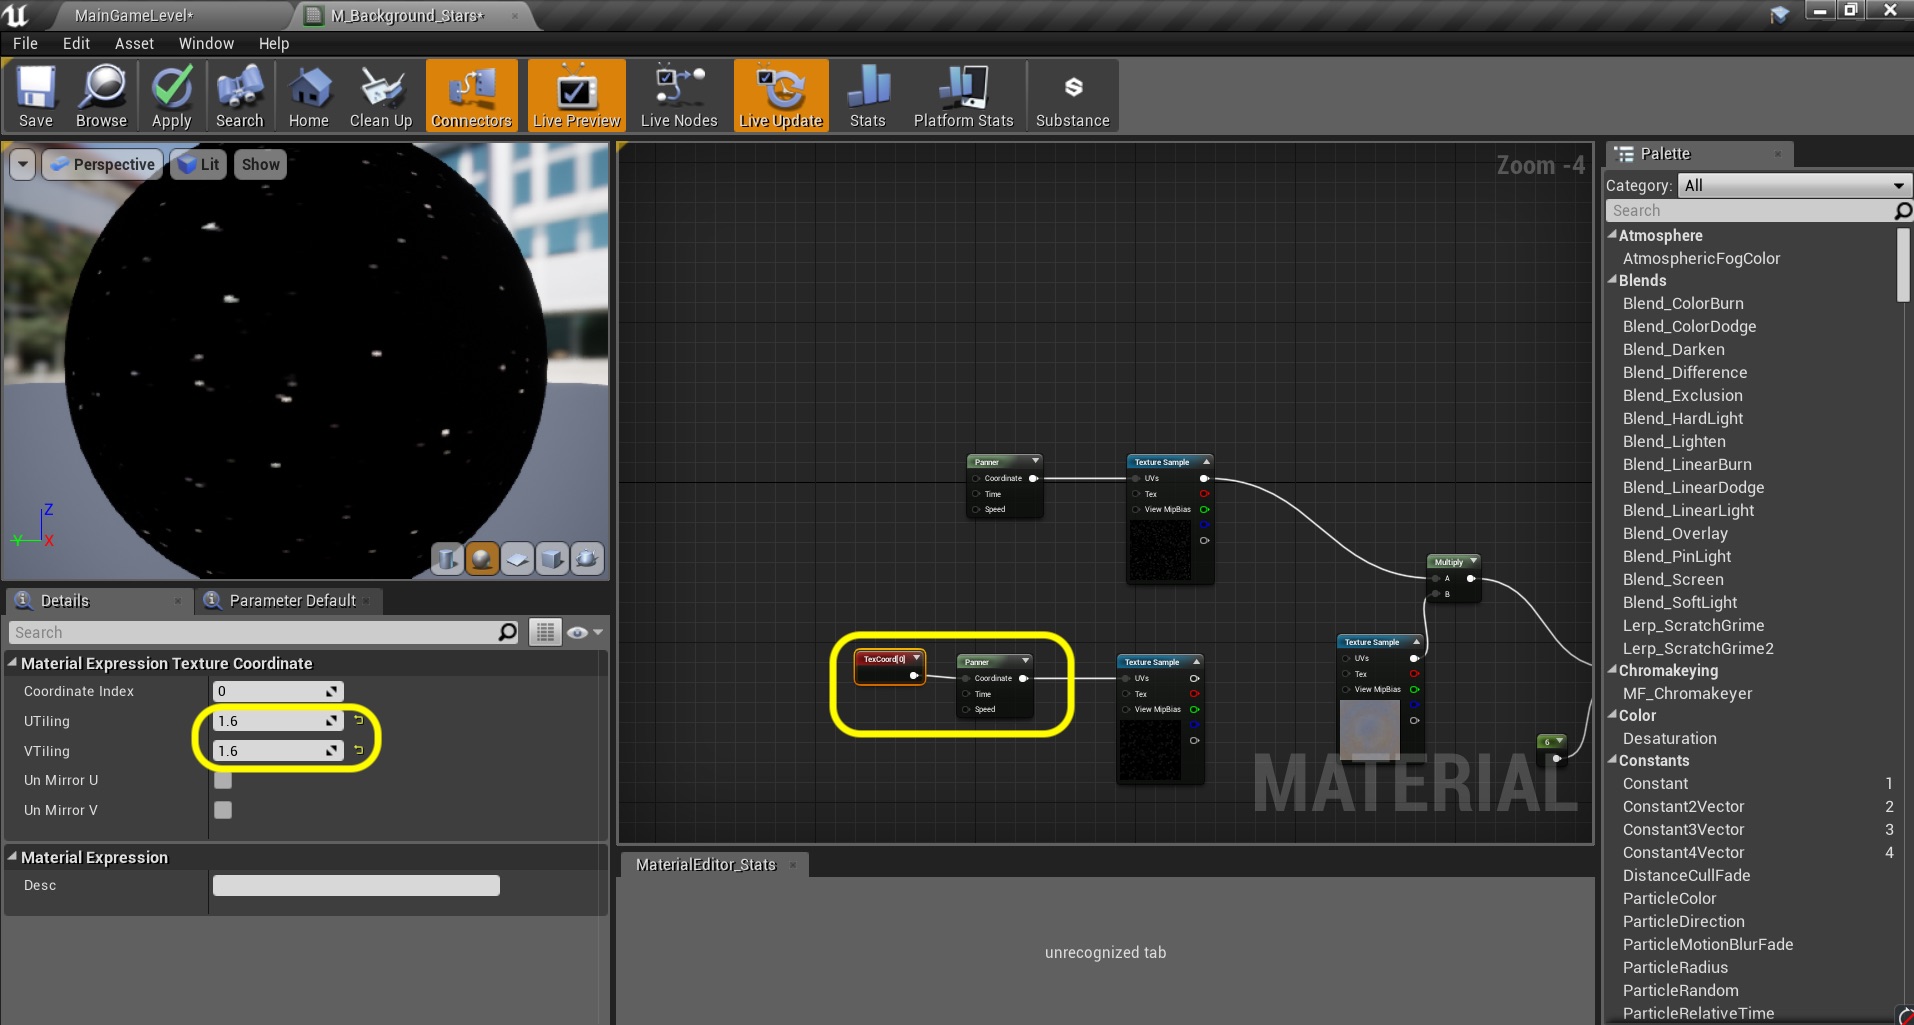 MainGameLevel*
M_Background_Stars*
File Edit Asset Window Help
Save Browse Apply Search Home Clean Up Connectors Live Preview Live Nodes Live Update Stats Platform Stats Substance
Perspective Lit Show
Z
Y X
Details Parameter Default
Search
Material Expression Texture Coordinate
Coordinate Index 0
UTiling 1.6
VTiling 1.6
Un Mirror U
Un Mirror V
Material Expression
Desc
Zoom -4
Panner
Coordinate
Time
Speed
Texture Sample
UVs
Tex
View MipBias
Multiply
A
B
TexCoord[0]
Panner
Coordinate
Time
Speed
Texture Sample
UVs
Tex
View MipBias
Texture Sample
UVs
Tex
View MipBias
6
MATERIAL
MaterialEditor_Stats
unrecognized tab
Palette
Category: All
Search
Atmosphere
AtmosphericFogColor
Blends
Blend_ColorBurn
Blend_ColorDodge
Blend_Darken
Blend_Difference
Blend_Exclusion
Blend_HardLight
Blend_Lighten
Blend_LinearBurn
Blend_LinearDodge
Blend_LinearLight
Blend_Overlay
Blend_PinLight
Blend_Screen
Blend_SoftLight
Lerp_ScratchGrime
Lerp_ScratchGrime2
Chromakeying
MF_Chromakeyer
Color
Desaturation
Constants
Constant 1
Constant2Vector 2
Constant3Vector 3
Constant4Vector 4
DistanceCullFade
ParticleColor
ParticleDirection
ParticleMotionBlurFade
ParticleRadius
ParticleRandom
ParticleRelativeTime